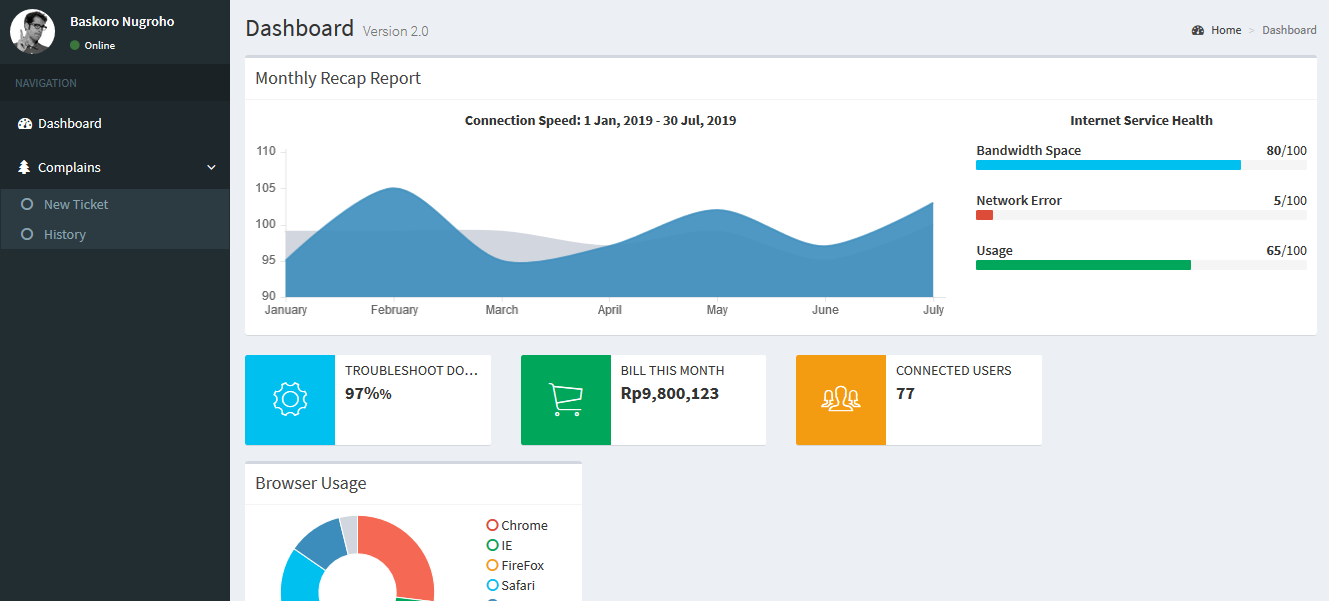 Baskoro Nugroho
Online
NAVIGATION
Dashboard
Complains
New Ticket
History
Dashboard Version 2.0
Home > Dashboard
Monthly Recap Report
Connection Speed: 1 Jan, 2019 - 30 Jul, 2019
110
105
100
95
90
January February March April May June July
Internet Service Health
Bandwidth Space 80/100
Network Error 5/100
Usage 65/100
TROUBLESHOOT DO...
97%%
BILL THIS MONTH
Rp9,800,123
CONNECTED USERS
77
Browser Usage
Chrome
IE
FireFox
Safari